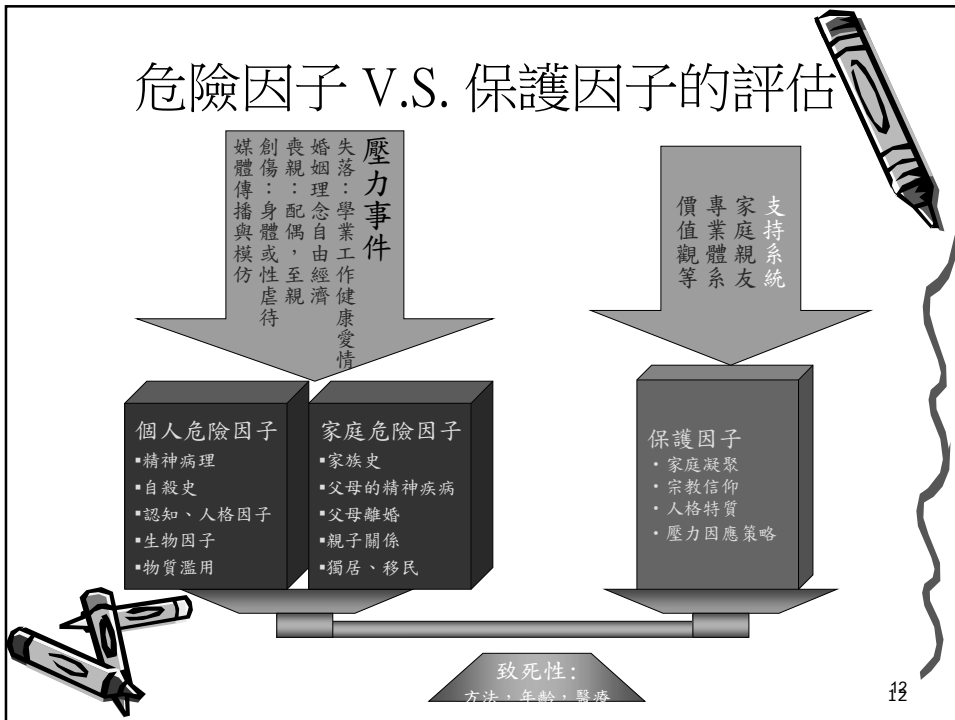 危險因子 V.S. 保護因子的評估
壓力事件
失落：學業工作健康愛情
婚姻理念自由經濟
喪親：配偶，至親
創傷：身體或性虐待
媒體傳播與模仿
支持系統
家庭親友
專業體系
價值觀等
個人危險因子
▪精神病理
▪自殺史
▪認知、人格因子
▪生物因子
▪物質濫用
家庭危險因子
▪家族史
▪父母的精神疾病
▪父母離婚
▪親子關係
▪獨居、移民
保護因子
・家庭凝聚
・宗教信仰
・人格特質
・壓力因應策略
致死性：
方法，年齡，醫療
12